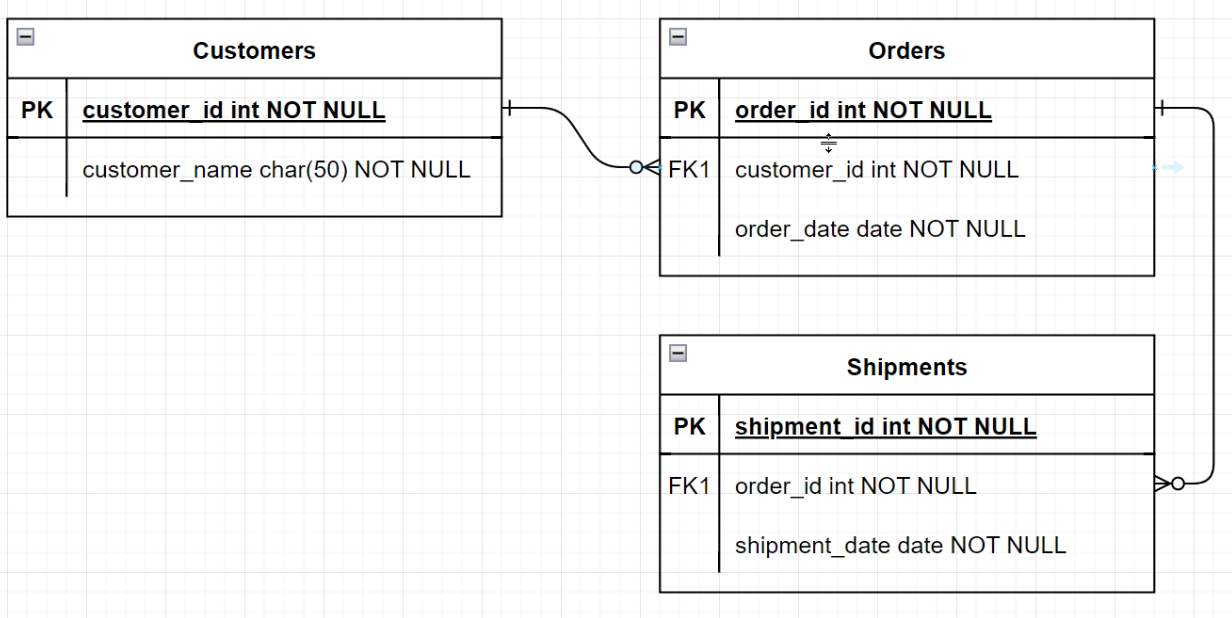 Customers
PK customer_id int NOT NULL
customer_name char(50) NOT NULL
Orders
PK order_id int NOT NULL
FK1 customer_id int NOT NULL
order_date date NOT NULL
Shipments
PK shipment_id int NOT NULL
FK1 order_id int NOT NULL
shipment_date date NOT NULL